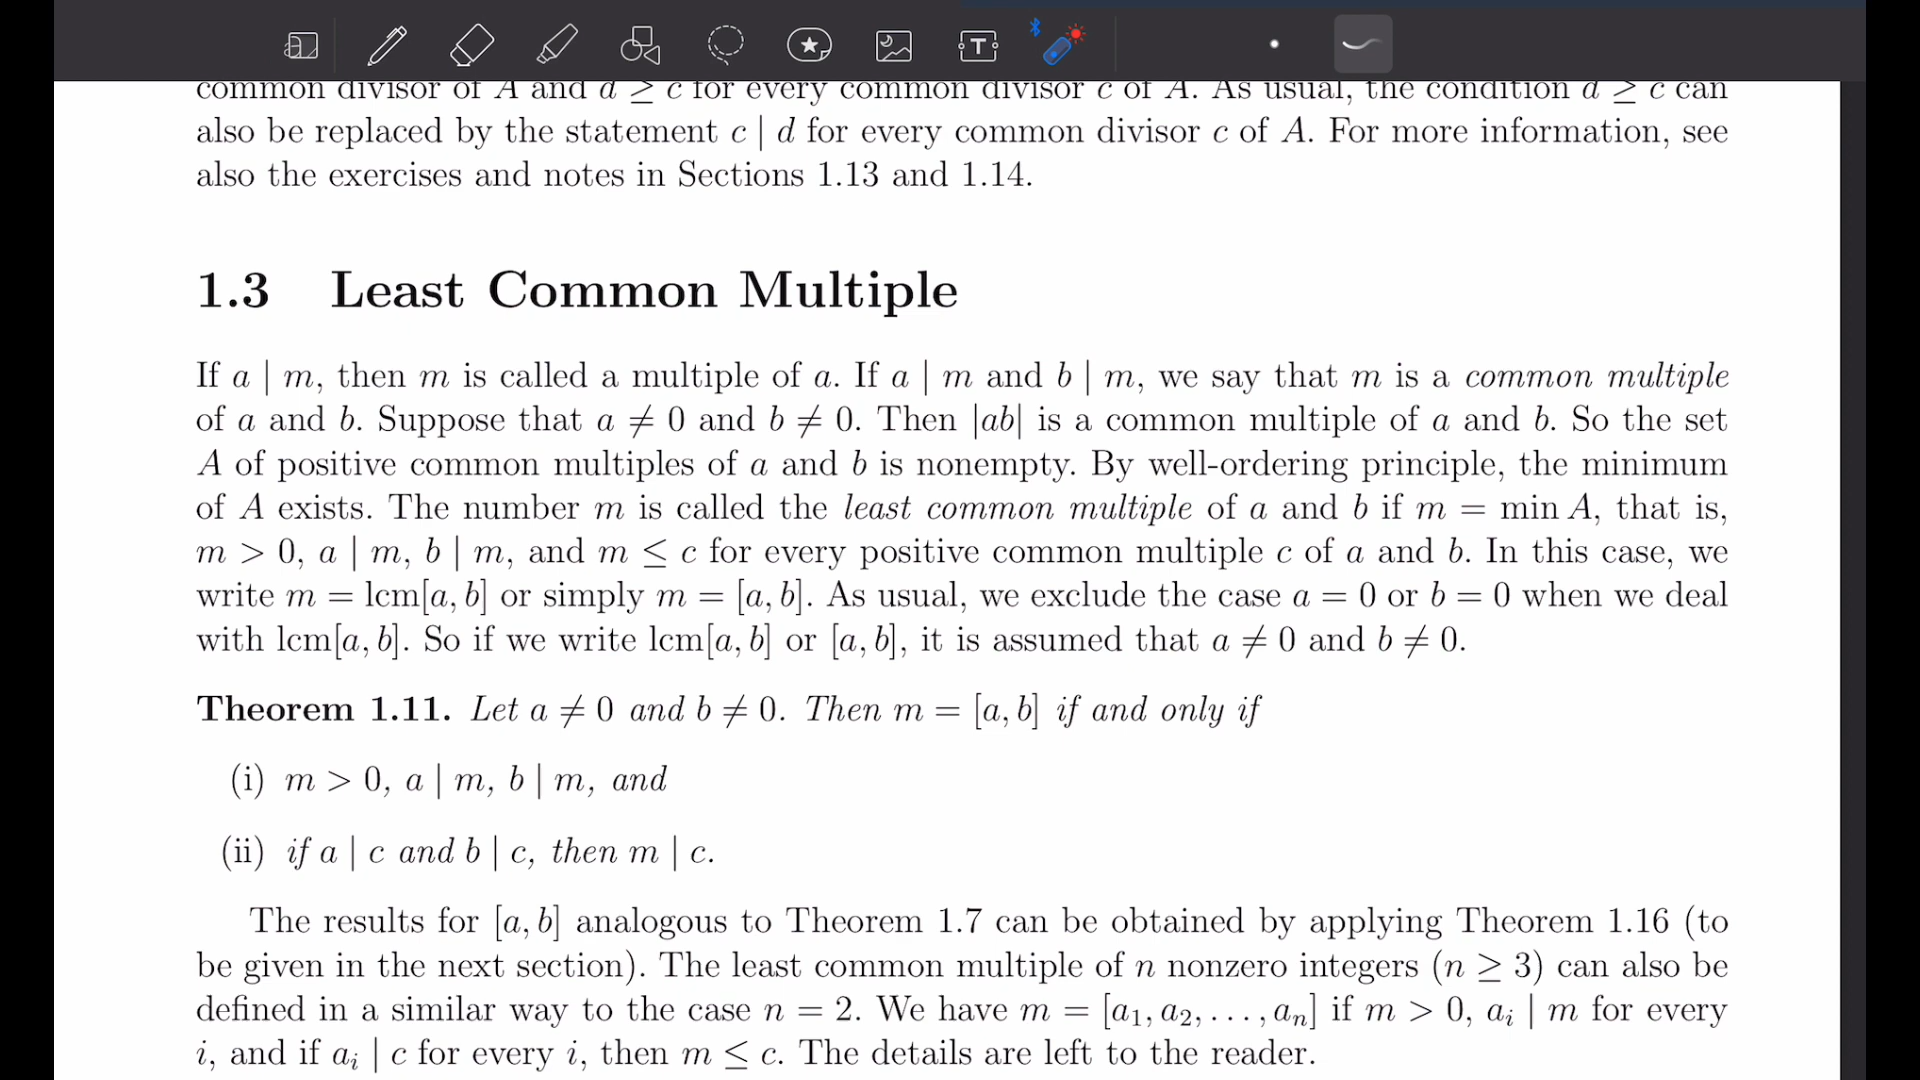 common divisor of A and d ≥ c for every common divisor c of A. As usual, the condition d ≥ c can
also be replaced by the statement c | d for every common divisor c of A. For more information, see
also the exercises and notes in Sections 1.13 and 1.14.
1.3 Least Common Multiple
If a | m, then m is called a multiple of a. If a | m and b | m, we say that m is a common multiple
of a and b. Suppose that a ≠ 0 and b ≠ 0. Then |ab| is a common multiple of a and b. So the set
A of positive common multiples of a and b is nonempty. By well-ordering principle, the minimum
of A exists. The number m is called the least common multiple of a and b if m = min A, that is,
m > 0, a | m, b | m, and m ≤ c for every positive common multiple c of a and b. In this case, we
write m = lcm[a, b] or simply m = [a, b]. As usual, we exclude the case a = 0 or b = 0 when we deal
with lcm[a, b]. So if we write lcm[a, b] or [a, b], it is assumed that a ≠ 0 and b ≠ 0.
Theorem 1.11. Let a ≠ 0 and b ≠ 0. Then m = [a, b] if and only if
(i) m > 0, a | m, b | m, and
(ii) if a | c and b | c, then m | c.
The results for [a, b] analogous to Theorem 1.7 can be obtained by applying Theorem 1.16 (to
be given in the next section). The least common multiple of n nonzero integers (n ≥ 3) can also be
defined in a similar way to the case n = 2. We have m = [a₁, a₂, . . . , aₙ] if m > 0, aᵢ | m for every
i, and if aᵢ | c for every i, then m ≤ c. The details are left to the reader.